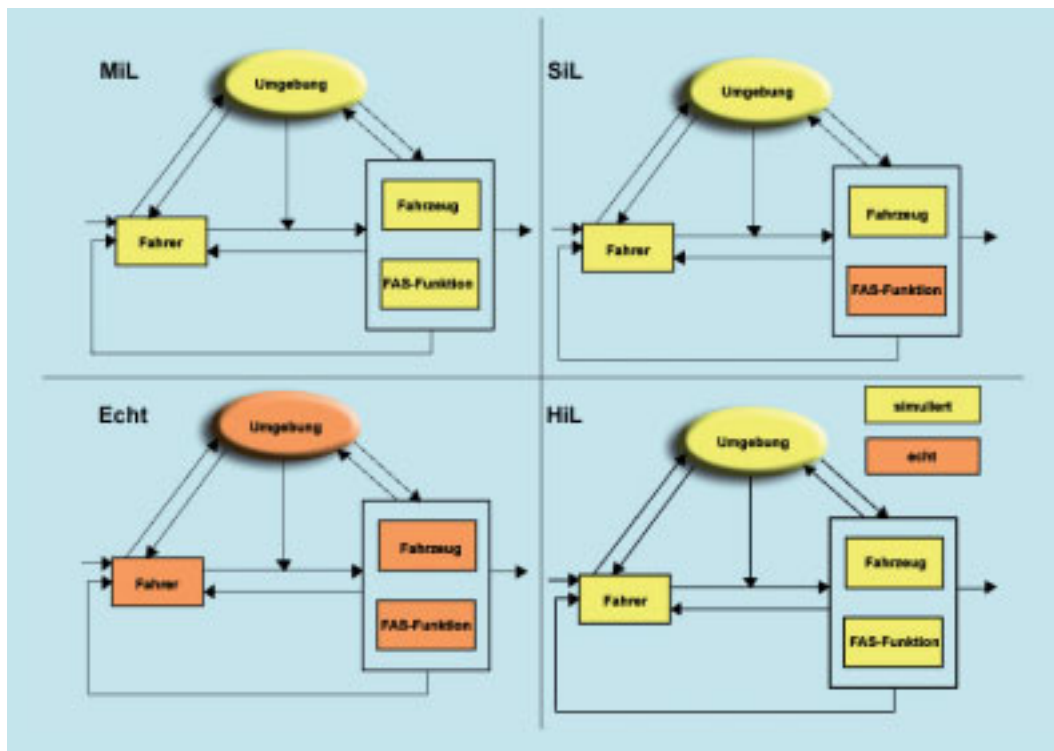 MiL
Umgebung
Fahrzeug
Fahrer
FAS-Funktion
SiL
Umgebung
Fahrzeug
Fahrer
FAS-Funktion
Echt
Umgebung
Fahrzeug
Fahrer
FAS-Funktion
HiL
simuliert
echt
Umgebung
Fahrzeug
Fahrer
FAS-Funktion